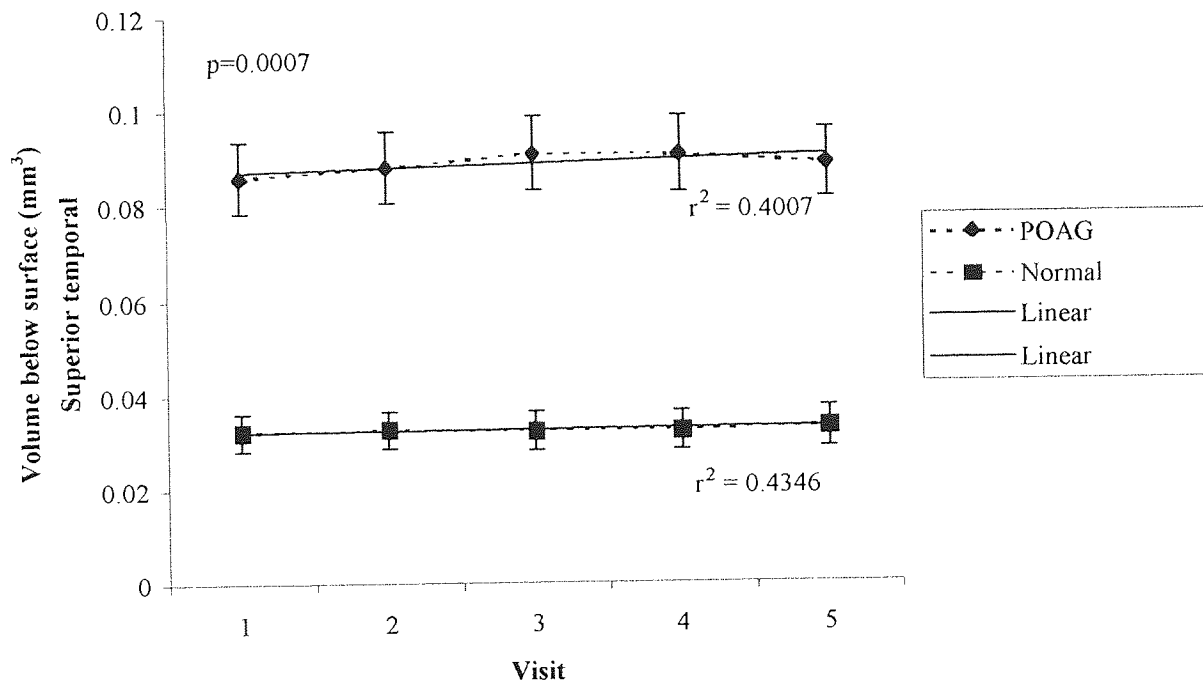 0.12
p=0.0007
0.1
0.08
0.06
0.04
0.02
0
Volume below surface (mm³)
Superior temporal
r² = 0.4007
r² = 0.4346
1 2 3 4 5
Visit
POAG
Normal
Linear
Linear